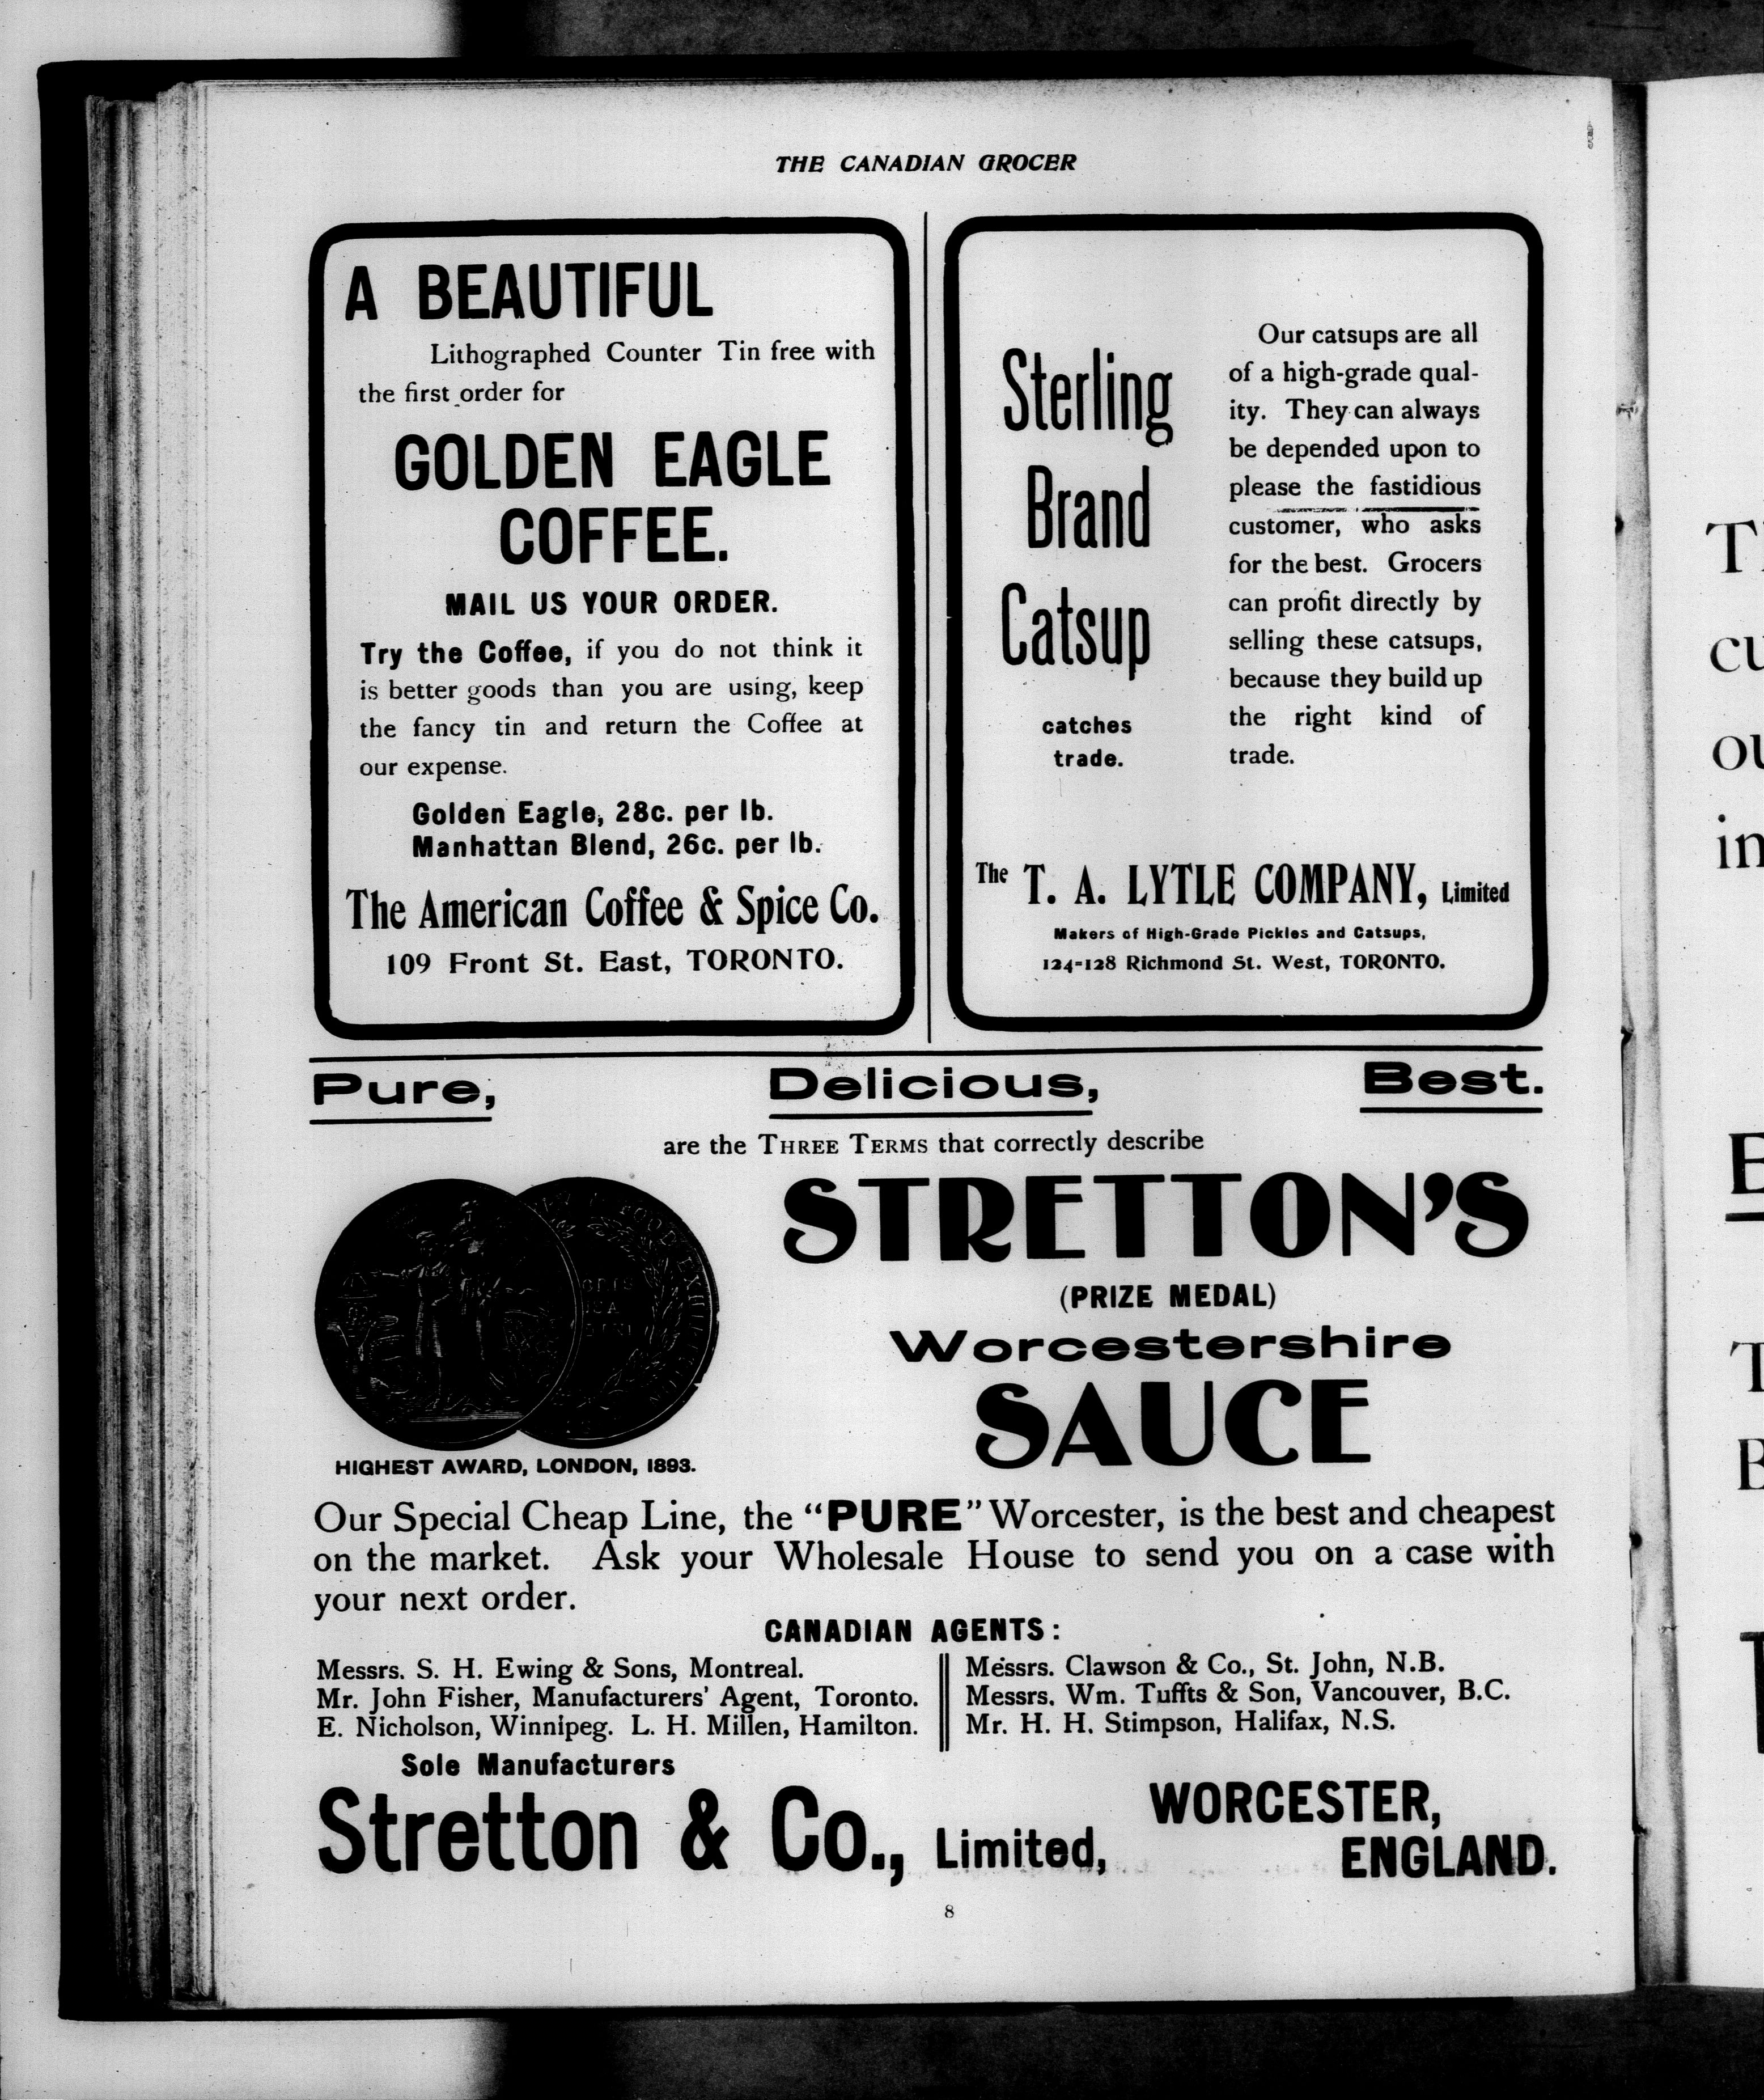 THE CANADIAN GROCER
A BEAUTIFUL
Lithographed Counter Tin free with
the first order for
GOLDEN EAGLE
COFFEE.
MAIL US YOUR ORDER.
Try the Coffee, if you do not think it
is better goods than you are using, keep
the fancy tin and return the Coffee at
our expense.
Golden Eagle, 28c. per lb.
Manhattan Blend, 26c. per lb.
The American Coffee & Spice Co.
109 Front St. East, TORONTO.
Sterling
Brand
Catsup
catches
trade.
Our catsups are all
of a high-grade qual-
ity. They can always
be depended upon to
please the fastidious
customer, who asks
for the best. Grocers
can profit directly by
selling these catsups,
because they build up
the right kind of
trade.
The T. A. LYTLE COMPANY, Limited
Makers of High-Grade Pickles and Catsups,
124-128 Richmond St. West, TORONTO.
Pure, Delicious, Best.
are the THREE TERMS that correctly describe
STRETTON'S
(PRIZE MEDAL)
Worcestershire
SAUCE
HIGHEST AWARD, LONDON, 1893.
Our Special Cheap Line, the "PURE" Worcester, is the best and cheapest
on the market. Ask your Wholesale House to send you on a case with
your next order.
CANADIAN AGENTS:
Messrs. S. H. Ewing & Sons, Montreal.
Mr. John Fisher, Manufacturers' Agent, Toronto.
E. Nicholson, Winnipeg. L. H. Millen, Hamilton.
Messrs. Clawson & Co., St. John, N.B.
Messrs. Wm. Tuffts & Son, Vancouver, B.C.
Mr. H. H. Stimpson, Halifax, N.S.
Sole Manufacturers
Stretton & Co., Limited, WORCESTER,
ENGLAND.
8